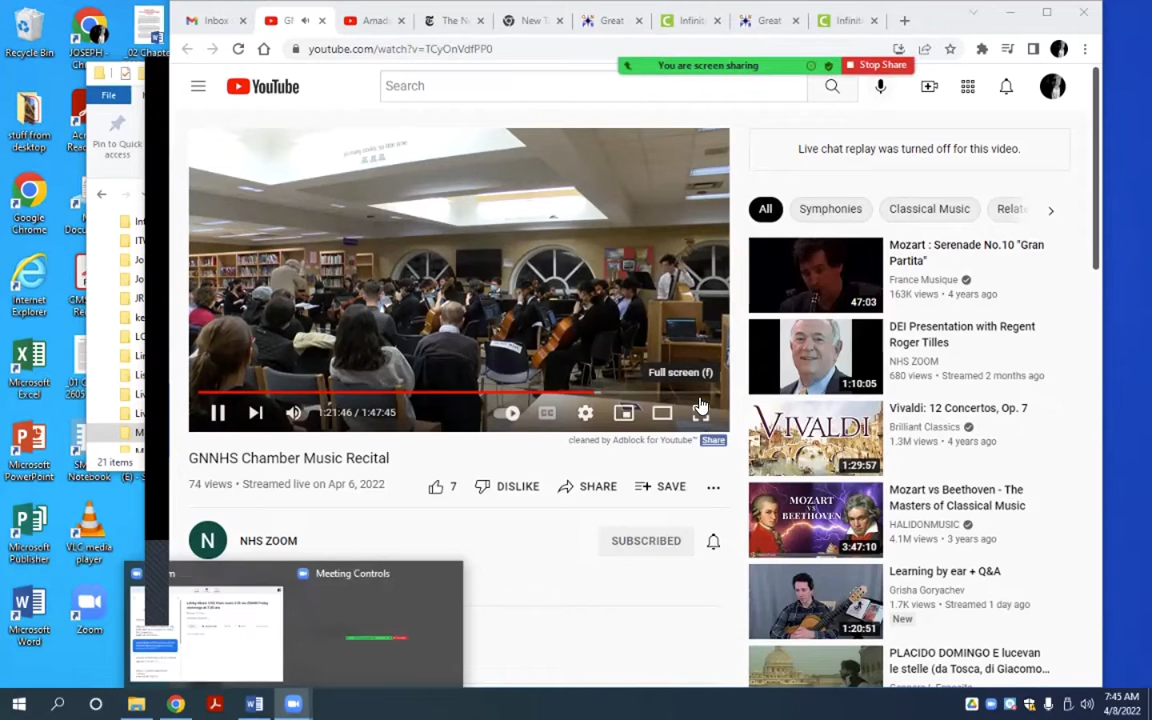 Inbox
GN
Amad
The N
New T
Great
Infinit
Great
Infinit
youtube.com/watch?v=TCyOnVdfPP0
You are screen sharing
Stop Share
YouTube
Search
Recycle Bin
JOSEPH -
Ch
_02 Chapte
stuff from
desktop
Google
Chrome
Internet
Explorer
Microsoft
Excel
Microsoft
PowerPoint
Microsoft
Publisher
VLC media
player
Microsoft
Word
Zoom
File
Pin to Quick
access
21 items
Full screen (f)
1:21:46 / 1:47:45
CC
cleaned by Adblock for Youtube™ Share
GNNHS Chamber Music Recital
74 views • Streamed live on Apr 6, 2022
7
DISLIKE
SHARE
SAVE
N
NHS ZOOM
SUBSCRIBED
Meeting Controls
Live chat replay was turned off for this video.
All
Symphonies
Classical Music
Relate
Mozart : Serenade No.10 "Gran
Partita"
France Musique
163K views • 4 years ago
47:03
DEI Presentation with Regent
Roger Tilles
NHS ZOOM
680 views • Streamed 2 months ago
1:10:05
Vivaldi: 12 Concertos, Op. 7
Brilliant Classics
1.3M views • 4 years ago
VIVALDI
1:29:57
Mozart vs Beethoven - The
Masters of Classical Music
HALIDONMUSIC
4.1M views • 3 years ago
MOZART
VS
BEETHOVEN
3:47:10
Learning by ear + Q&A
Grisha Goryachev
1.7K views • Streamed 1 day ago
New
1:20:51
PLACIDO DOMINGO E lucevan
le stelle (da Tosca, di Giacomo...
7:45 AM
4/8/2022